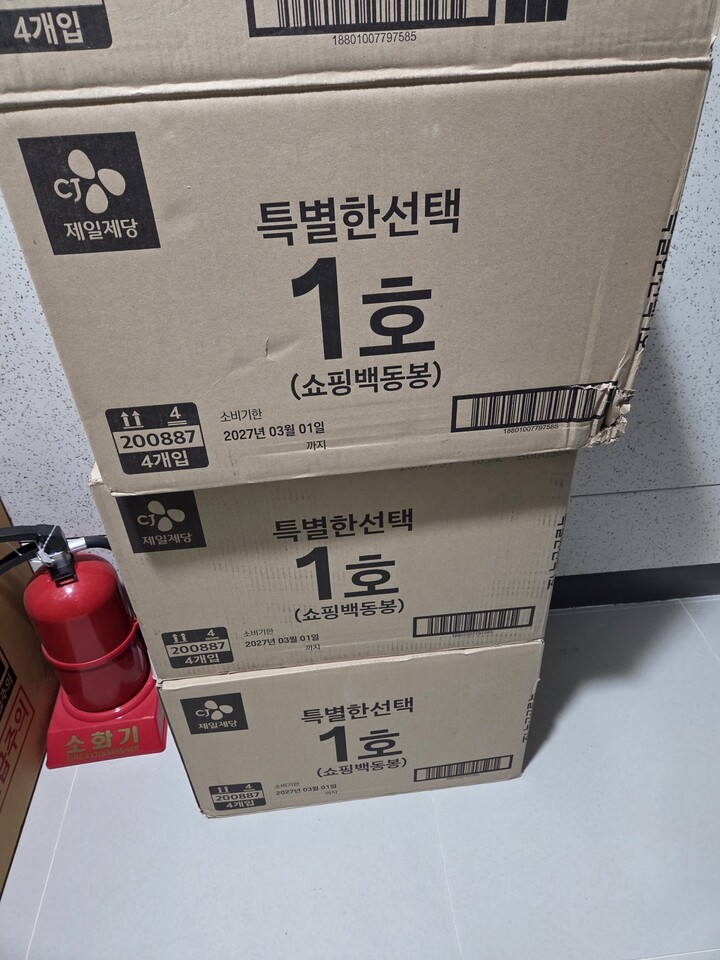 4개입
18801007797585
CJ
제일제당
특별한선택
1호
(쇼핑백동봉)
4
200887
4개입
소비기한
2027년 03월 01일
까지
18801007797585
CJ
제일제당
특별한선택
1호
(쇼핑백동봉)
4
200887
4개입
소비기한
2027년 03월 01일
까지
CJ
제일제당
특별한선택
1호
(쇼핑백동봉)
4
200887
4개입
소비기한
2027년 03월 01일
까지
소화기